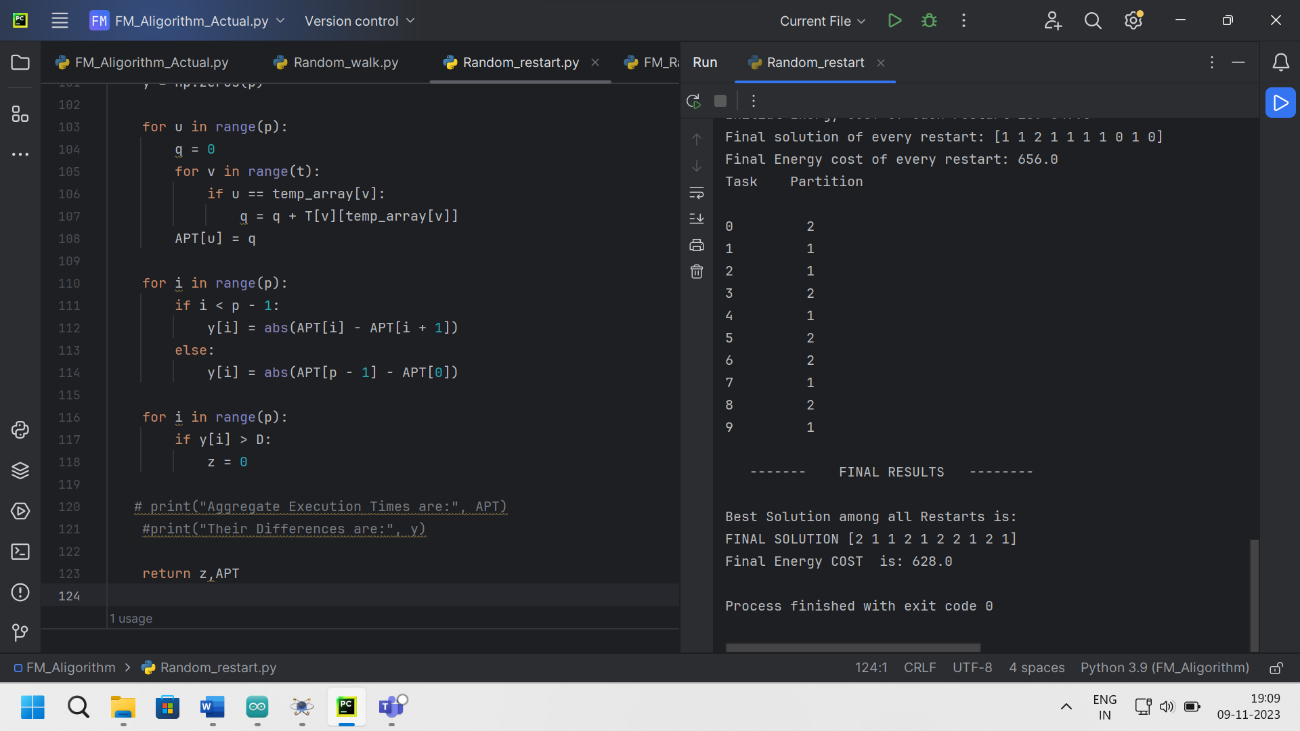 PC FM FM_Aligorithm_Actual.py Version control Current File
FM_Aligorithm_Actual.py Random_walk.py Random_restart.py FM_Ra Run Random_restart
101 y = np.zeros(p)
102
103 for u in range(p):
104 q = 0
105 for v in range(t):
106 if u == temp_array[v]:
107 q = q + T[v][temp_array[v]]
108 APT[u] = q
109
110 for i in range(p):
111 if i < p - 1:
112 y[i] = abs(APT[i] - APT[i + 1])
113 else:
114 y[i] = abs(APT[p - 1] - APT[0])
115
116 for i in range(p):
117 if y[i] > D:
118 z = 0
119
120 # print("Aggregate Execution Times are:", APT)
121 #print("Their Differences are:", y)
122
123 return z,APT
124
1 usage
Final solution of every restart: [1 1 2 1 1 1 1 0 1 0]
Final Energy cost of every restart: 656.0
Task Partition
0 2
1 1
2 1
3 2
4 1
5 2
6 2
7 1
8 2
9 1
------- FINAL RESULTS --------
Best Solution among all Restarts is:
FINAL SOLUTION [2 1 1 2 1 2 2 1 2 1]
Final Energy COST is: 628.0
Process finished with exit code 0
FM_Aligorithm > Random_restart.py 124:1 CRLF UTF-8 4 spaces Python 3.9 (FM_Aligorithm)
ENG
IN
19:09
09-11-2023